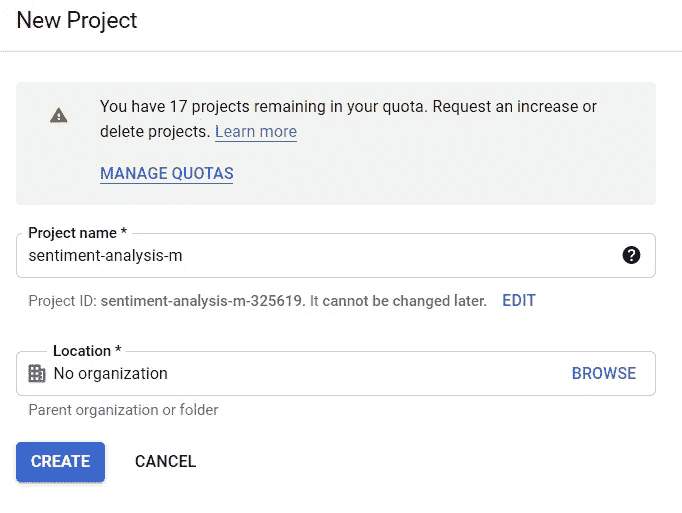 New Project
You have 17 projects remaining in your quota. Request an increase or
delete projects. Learn more
MANAGE QUOTAS
Project name *
sentiment-analysis-m
Project ID: sentiment-analysis-m-325619. It cannot be changed later. EDIT
Location *
No organization BROWSE
Parent organization or folder
CREATE CANCEL